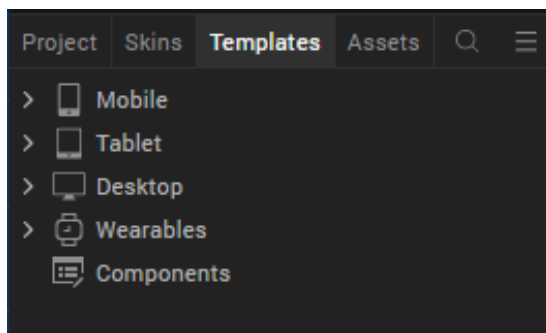 Project Skins Templates Assets
Mobile
Tablet
Desktop
Wearables
Components